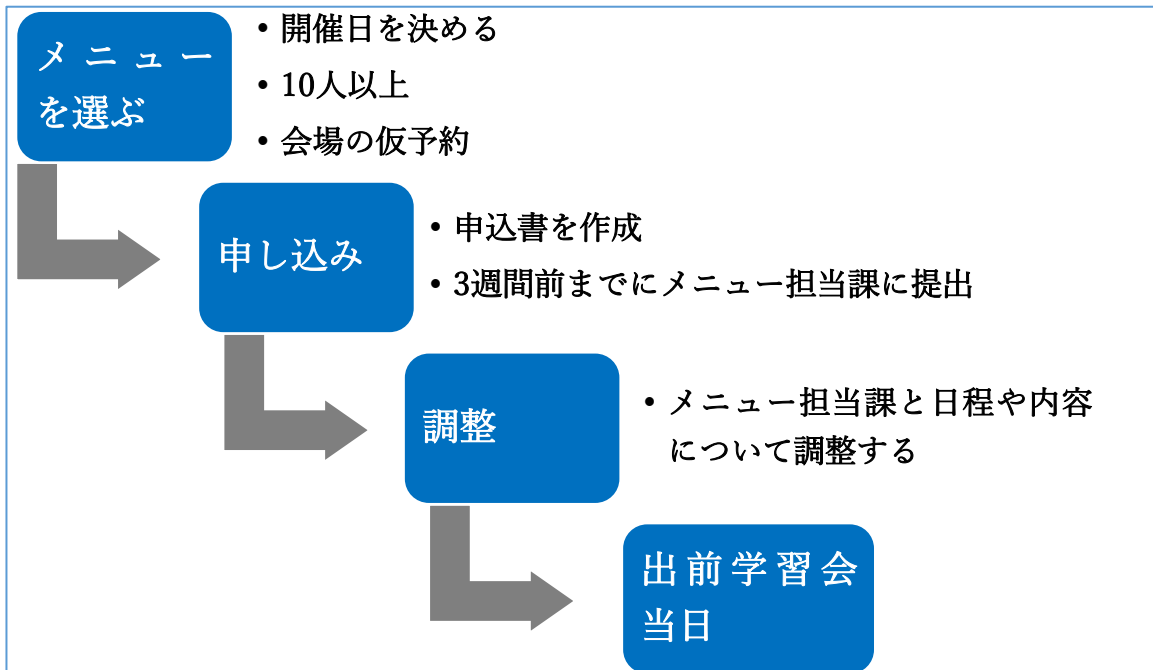 メニュー
を選ぶ
• 開催日を決める
• 10人以上
• 会場の仮予約
申し込み
• 申込書を作成
• 3週間前までにメニュー担当課に提出
調整
• メニュー担当課と日程や内容
について調整する
出前学習会
当日